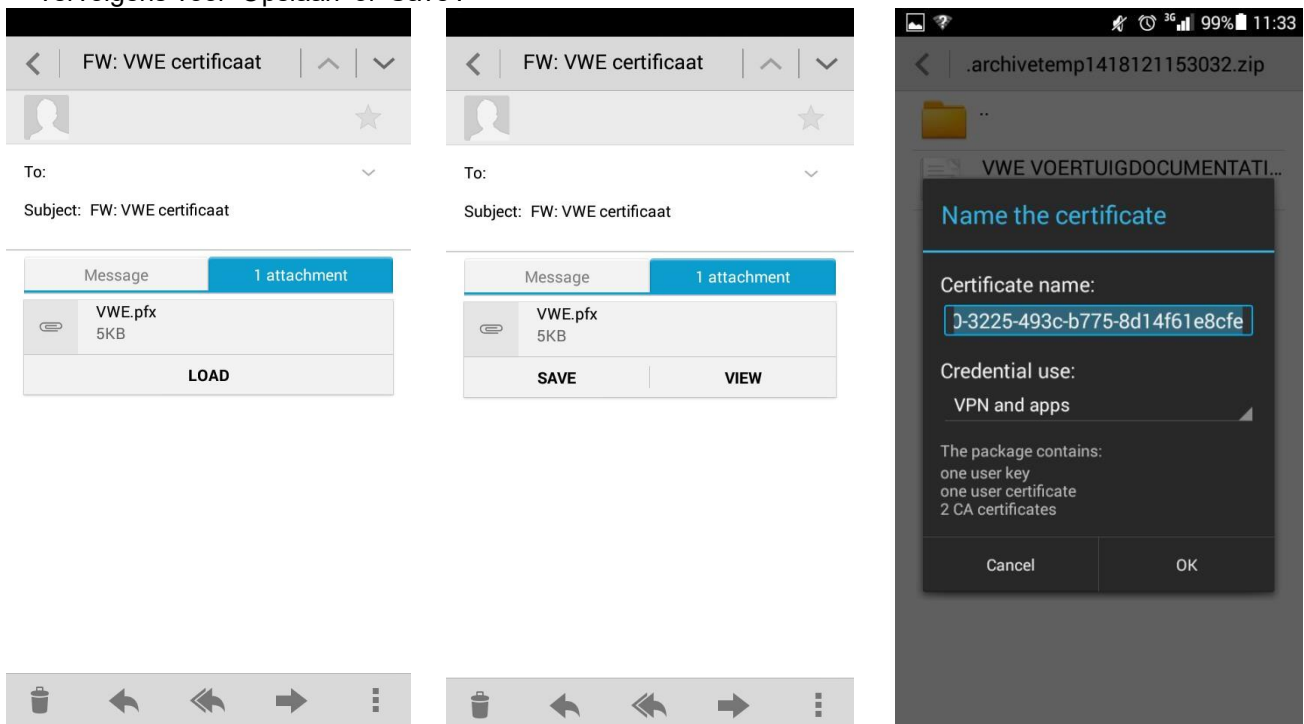 FW: VWE certificaat
To:
Subject: FW: VWE certificaat
Message 1 attachment
VWE.pfx
5KB
LOAD
FW: VWE certificaat
To:
Subject: FW: VWE certificaat
Message 1 attachment
VWE.pfx
5KB
SAVE VIEW
3G 99% 11:33
.archivetemp1418121153032.zip
..
VWE VOERTUIGDOCUMENTATI...
Name the certificate
Certificate name:
0-3225-493c-b775-8d14f61e8cfe
Credential use:
VPN and apps
The package contains:
one user key
one user certificate
2 CA certificates
Cancel OK